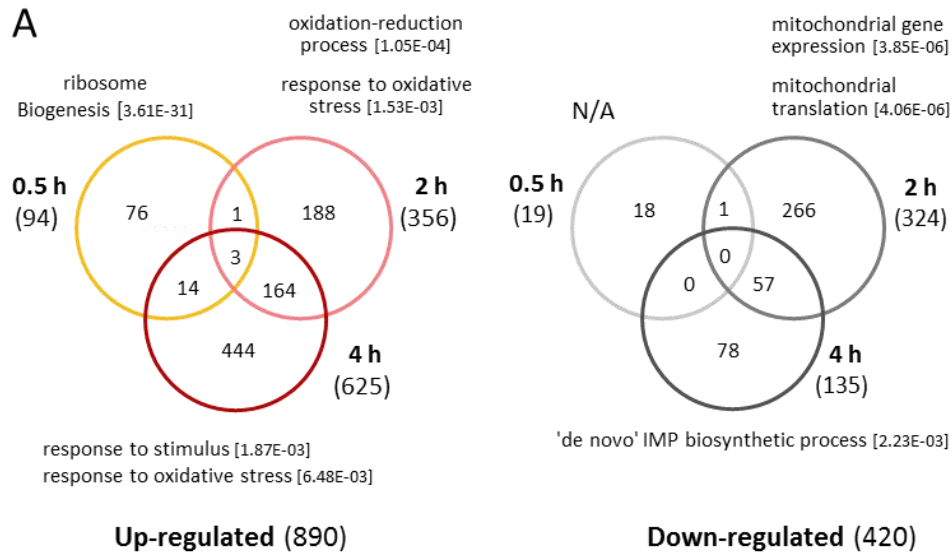 A
oxidation-reduction
process [1.05E-04]
ribosome
Biogenesis [3.61E-31]
response to oxidative
stress [1.53E-03]
0.5 h
(94)
76
1
188
2 h
(356)
3
14
164
444
4 h
(625)
response to stimulus [1.87E-03]
response to oxidative stress [6.48E-03]
Up-regulated (890)
mitochondrial gene
expression [3.85E-06]
mitochondrial
translation [4.06E-06]
N/A
0.5 h
(19)
18
1
266
2 h
(324)
0
0
57
78
4 h
(135)
'de novo' IMP biosynthetic process [2.23E-03]
Down-regulated (420)